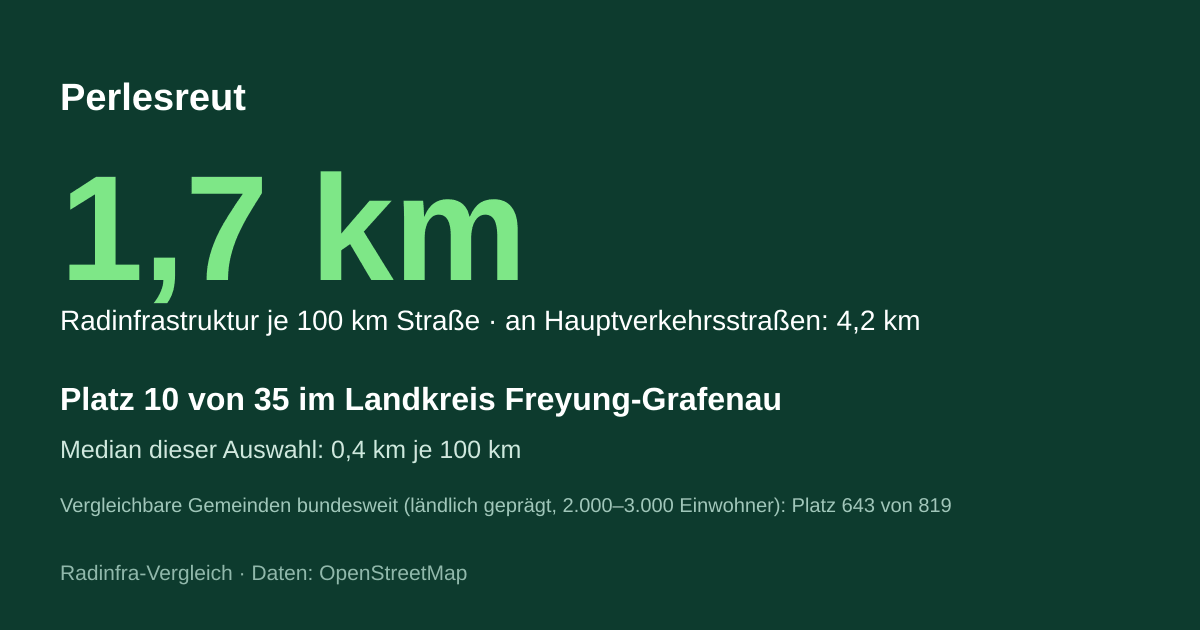 Perlesreut
1,7 km
Radinfrastruktur je 100 km Straße · an Hauptverkehrsstraßen: 4,2 km
Platz 10 von 35 im Landkreis Freyung-Grafenau
Median dieser Auswahl: 0,4 km je 100 km
Vergleichbare Gemeinden bundesweit (ländlich geprägt, 2.000–3.000 Einwohner): Platz 643 von 819
Radinfra-Vergleich · Daten: OpenStreetMap